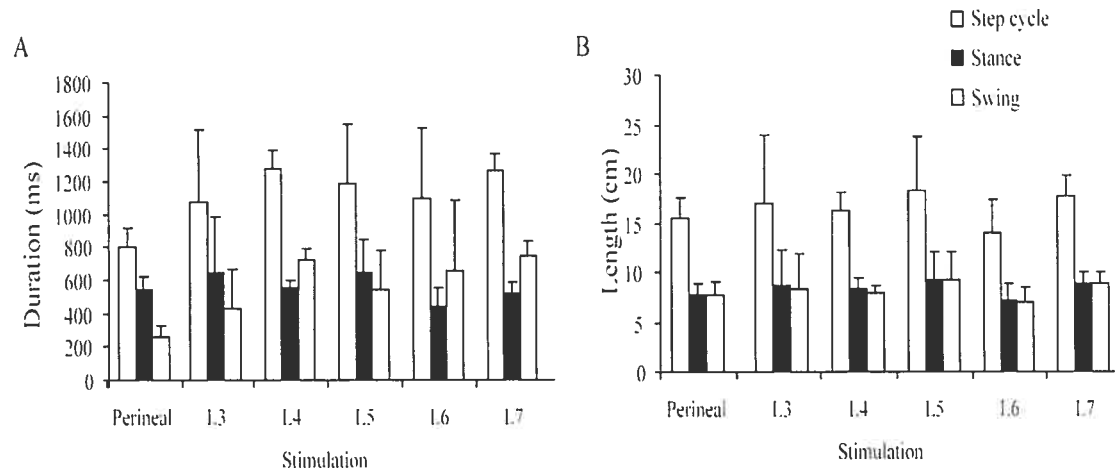 A
Duration (ms)
1800
1600
1400
1200
1000
800
600
400
200
0
Perineal L3 L4 L5 L6 L7
Stimulation
B
Step cycle
Stance
Swing
Length (cm)
30
25
20
15
10
5
0
Perineal L3 L4 L5 L6 L7
Stimulation